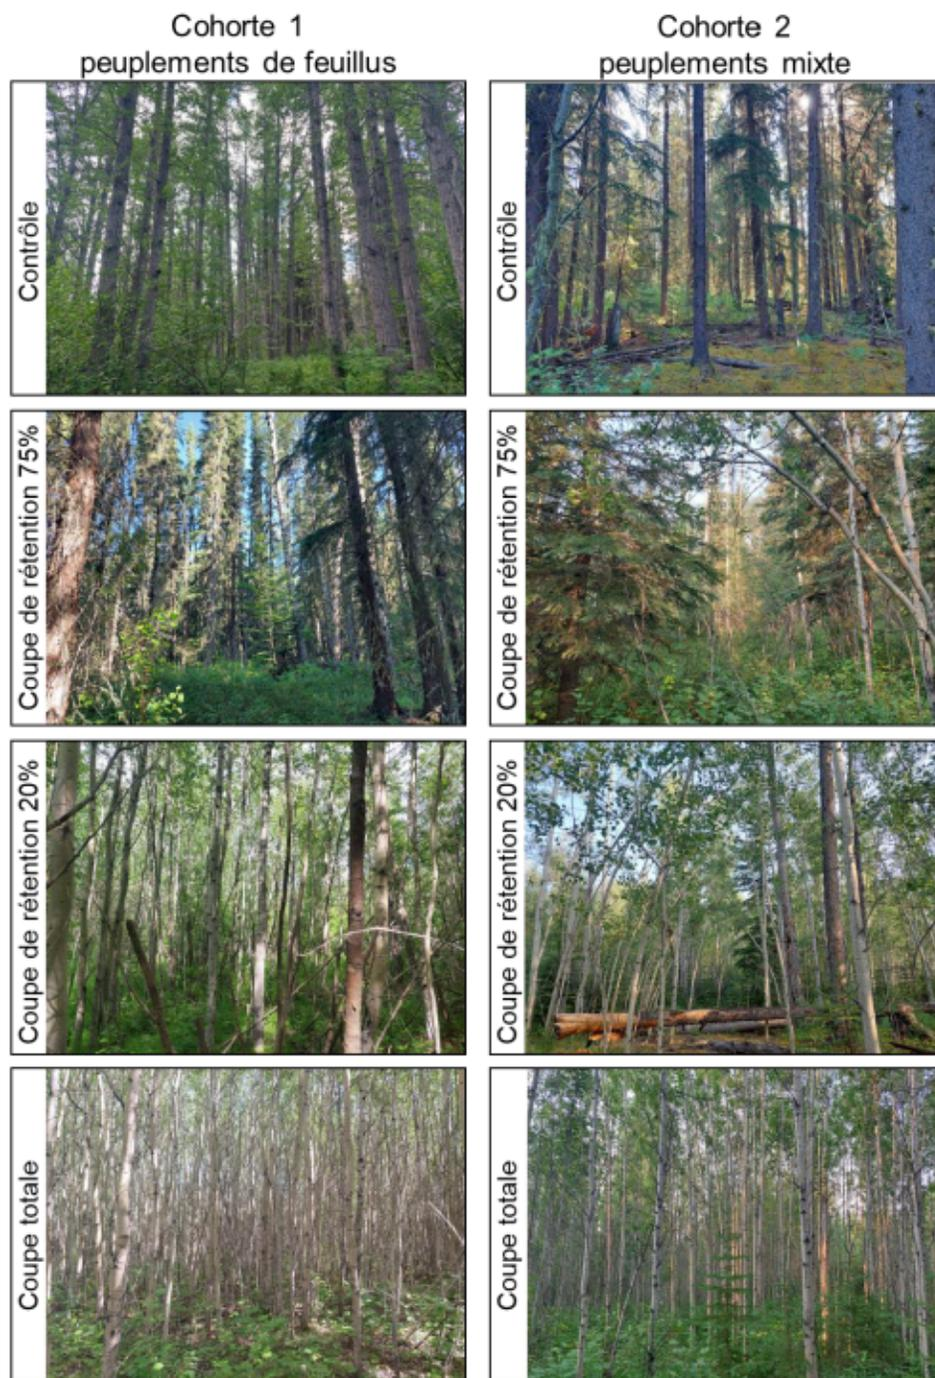 Cohorte 1
peuplements de feuillus
Cohorte 2
peuplements mixte
Contrôle
Contrôle
Coupe de rétention 75%
Coupe de rétention 75%
Coupe de rétention 20%
Coupe de rétention 20%
Coupe totale
Coupe totale